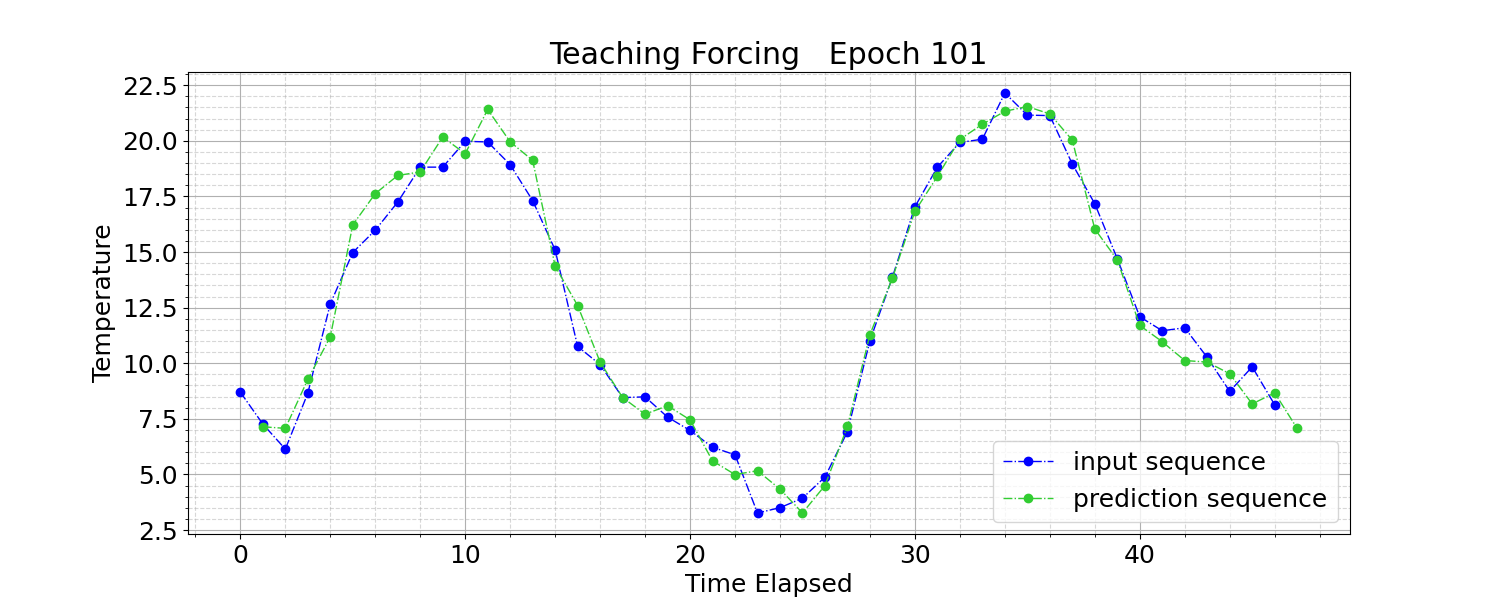 Teaching Forcing   Epoch 101
22.5
20.0
17.5
15.0
12.5
10.0
7.5
5.0
2.5
Temperature
input sequence
prediction sequence
0 10 20 30 40
Time Elapsed